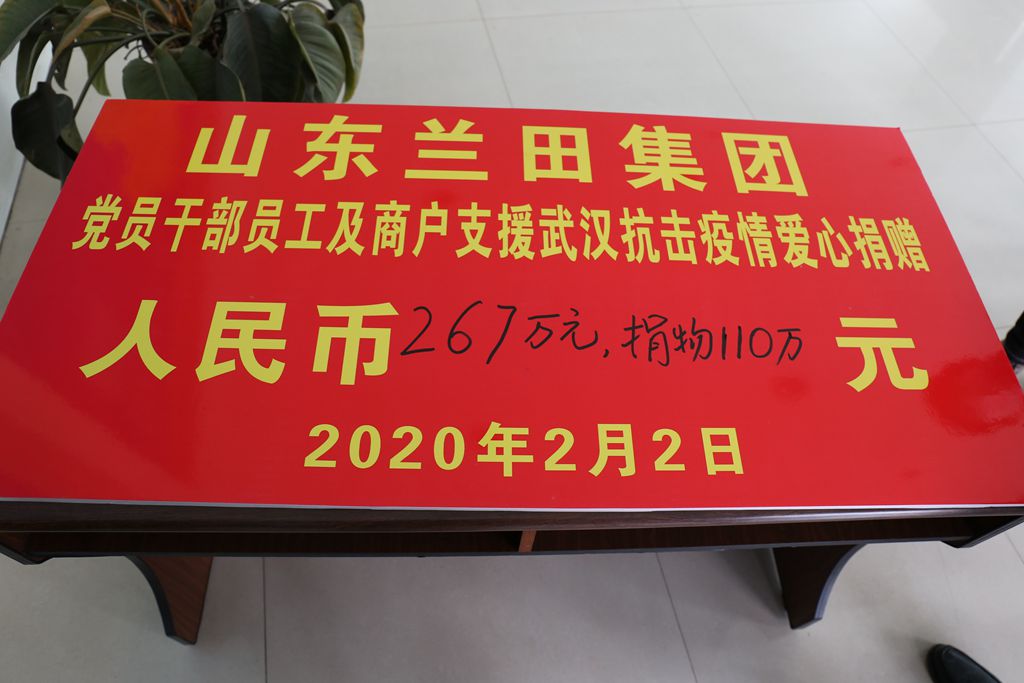 山东兰田集团
党员干部员工及商户支援武汉抗击疫情爱心捐赠
人民币267万元,捐物110万元
2020年2月2日